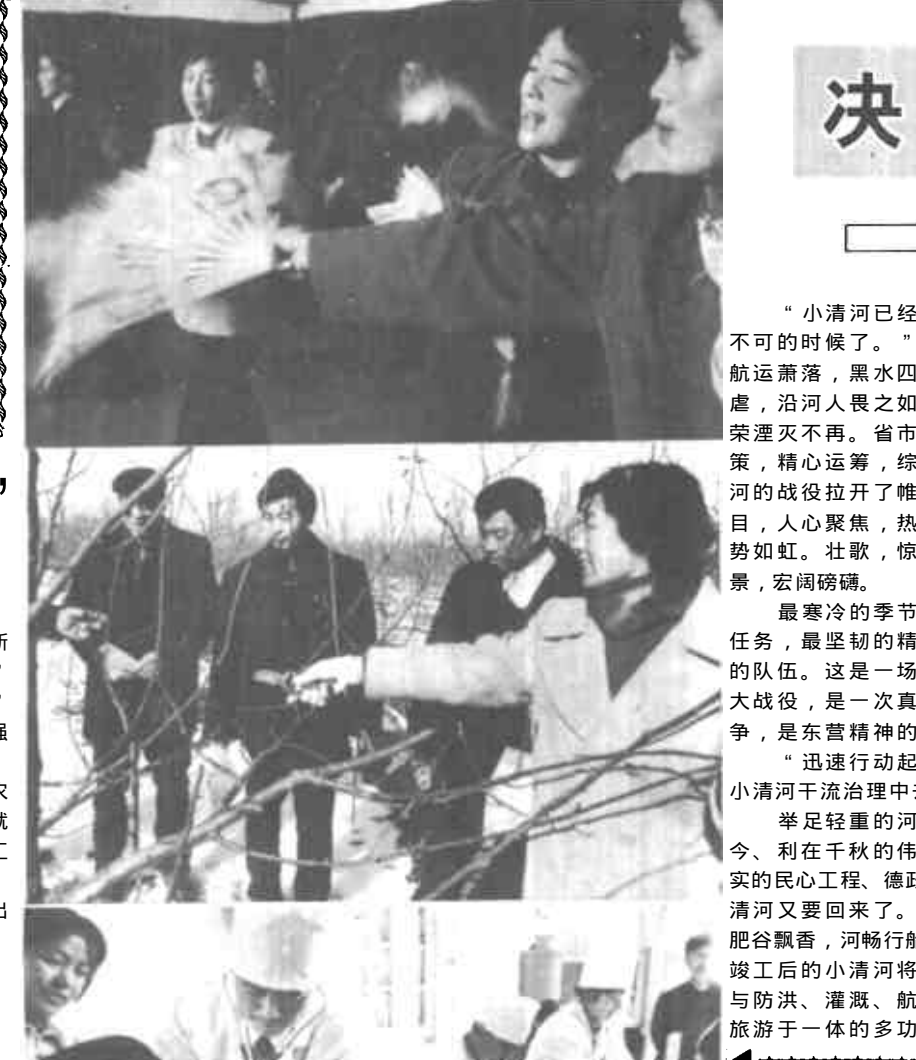 决
“小清河已经
不可的时候了。”
航运萧落，黑水四
虐，沿河人畏之如
荣湮灭不再。省市
策，精心运筹，综
河的战役拉开了帷
目，人心聚焦，热
势如虹。壮歌，惊
景，宏阔磅礴。
最寒冷的季节
任务，最坚韧的精
的队伍。这是一场
大战役，是一次真
争，是东营精神的
“迅速行动起
小清河干流治理中
举足轻重的河
今、利在千秋的伟
实的民心工程、德政
清河又要回来了。
肥谷飘香，河畅行
竣工后的小清河将
与防洪、灌溉、航
旅游于一体的多功